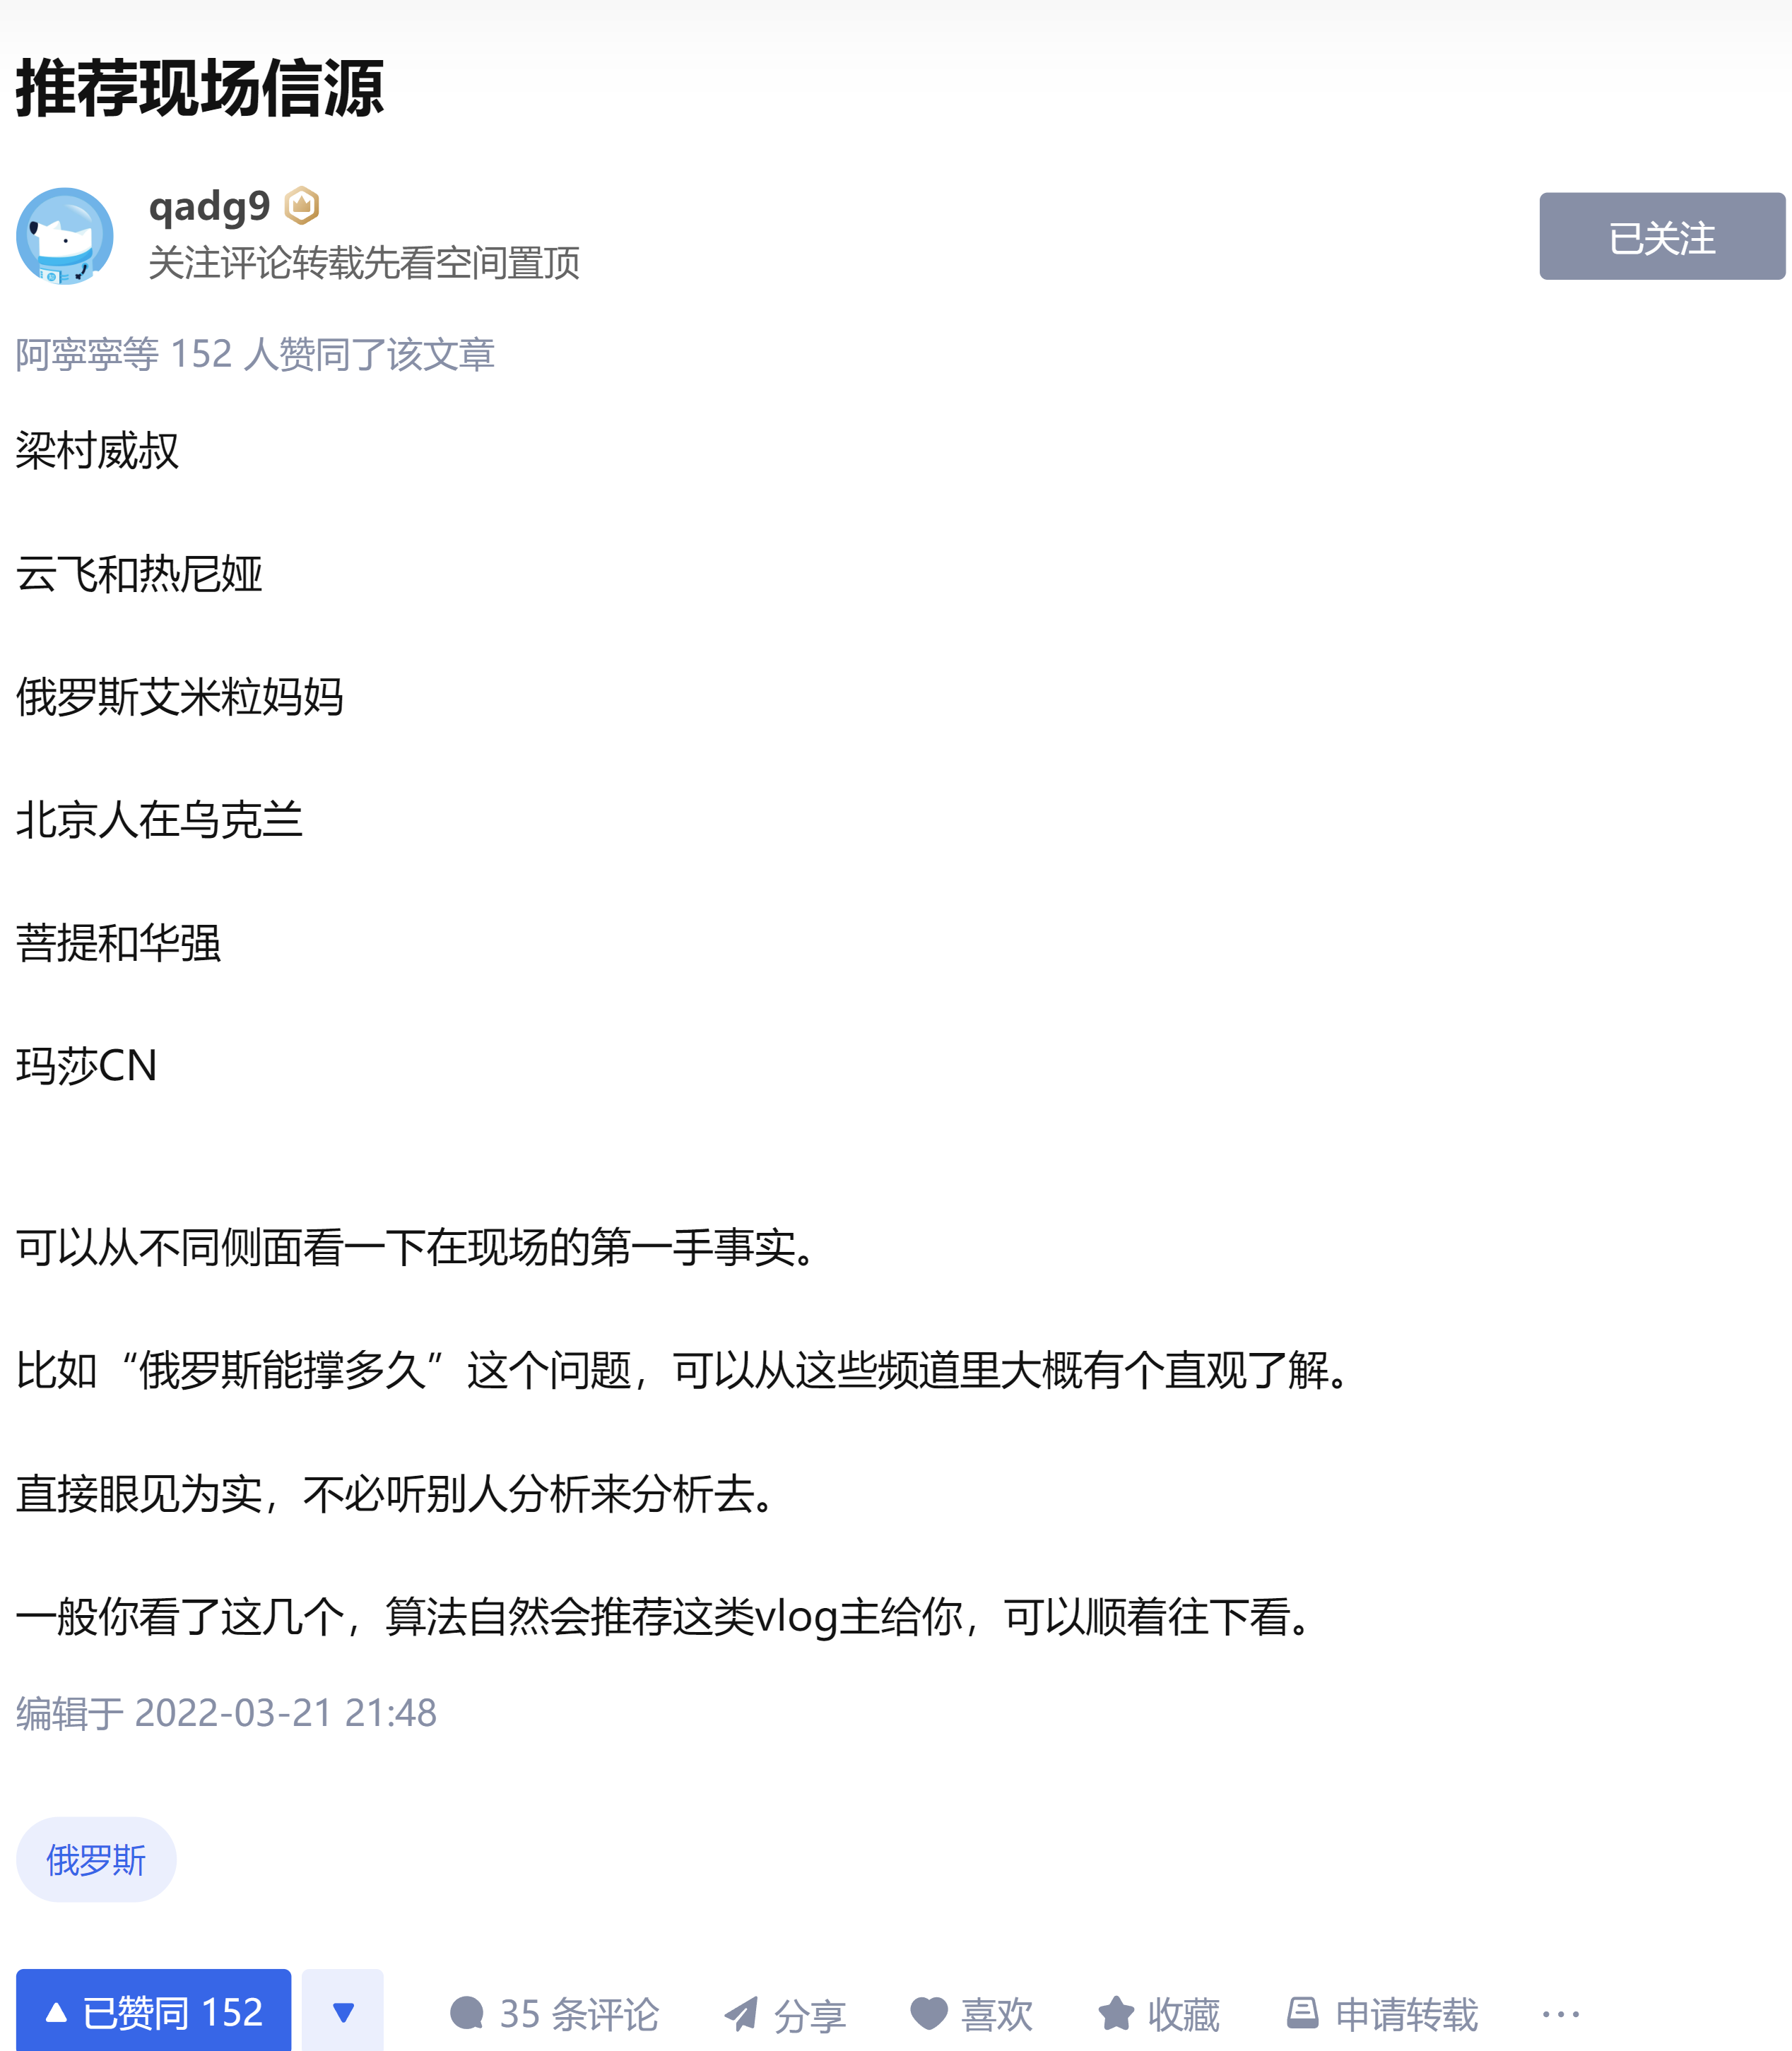 推荐现场信源
qadg9
关注评论转载先看空间置顶
已关注
阿寜寜等 152 人赞同了该文章
梁村威叔
云飞和热尼娅
俄罗斯艾米粒妈妈
北京人在乌克兰
菩提和华强
玛莎CN
可以从不同侧面看一下在现场的第一手事实。
比如“俄罗斯能撑多久”这个问题，可以从这些频道里大概有个直观了解。
直接眼见为实，不必听别人分析来分析去。
一般你看了这几个，算法自然会推荐这类vlog主给你，可以顺着往下看。
编辑于 2022-03-21 21:48
俄罗斯
已赞同 152
35 条评论
分享
喜欢
收藏
申请转载